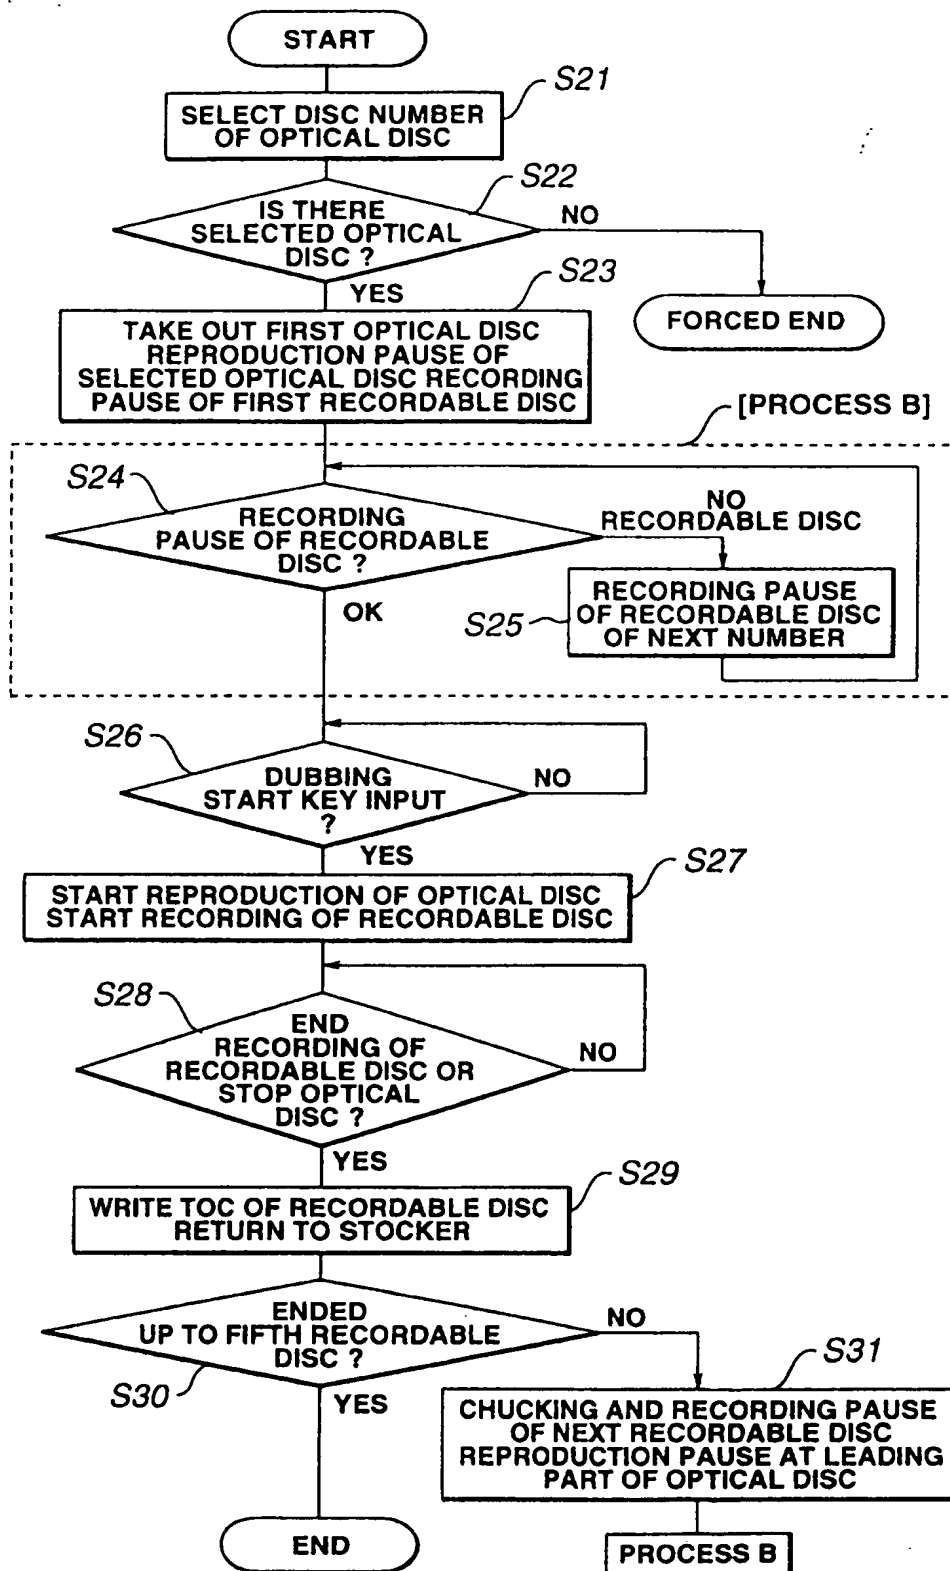 START
S21
SELECT DISC NUMBER
OF OPTICAL DISC
S22
IS THERE
SELECTED OPTICAL
DISC ?
NO
YES
S23
FORCED END
TAKE OUT FIRST OPTICAL DISC
REPRODUCTION PAUSE OF
SELECTED OPTICAL DISC RECORDING
PAUSE OF FIRST RECORDABLE DISC
[PROCESS B]
S24
RECORDING
PAUSE OF RECORDABLE
DISC ?
NO
RECORDABLE DISC
OK
S25
RECORDING PAUSE
OF RECORDABLE DISC
OF NEXT NUMBER
S26
DUBBING
START KEY INPUT
?
NO
YES
S27
START REPRODUCTION OF OPTICAL DISC
START RECORDING OF RECORDABLE DISC
S28
END
RECORDING OF
RECORDABLE DISC OR
STOP OPTICAL
DISC ?
NO
YES
S29
WRITE TOC OF RECORDABLE DISC
RETURN TO STOCKER
ENDED
UP TO FIFTH RECORDABLE
DISC ?
NO
S30
YES
S31
CHUCKING AND RECORDING PAUSE
OF NEXT RECORDABLE DISC
REPRODUCTION PAUSE AT LEADING
PART OF OPTICAL DISC
END
PROCESS B